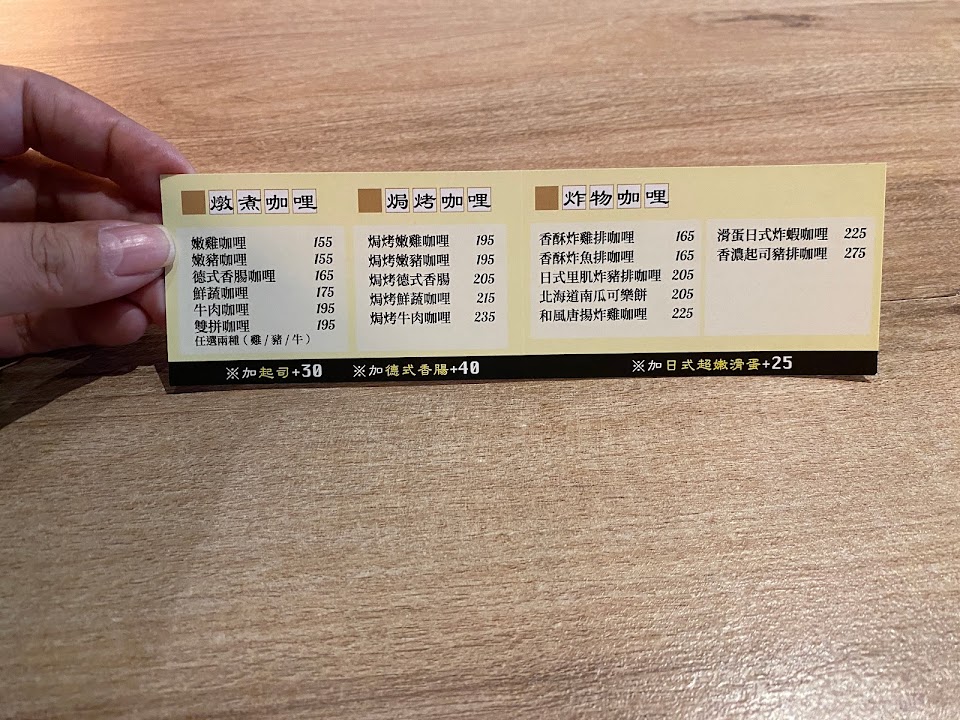 燉煮咖哩
嫩雞咖哩 155
嫩豬咖哩 155
德式香腸咖哩 165
鮮蔬咖哩 175
牛肉咖哩 195
雙拼咖哩 195
任選兩種（雞/豬/牛）
焗烤咖哩
焗烤嫩雞咖哩 195
焗烤嫩豬咖哩 195
焗烤德式香腸 205
焗烤鮮蔬咖哩 215
焗烤牛肉咖哩 235
炸物咖哩
香酥炸雞排咖哩 165
香酥炸魚排咖哩 165
日式里肌炸豬排咖哩 205
北海道南瓜可樂餅 205
和風唐揚炸雞咖哩 225
滑蛋日式炸蝦咖哩 225
香濃起司豬排咖哩 275
※加起司+30
※加德式香腸+40
※加日式超嫩滑蛋+25